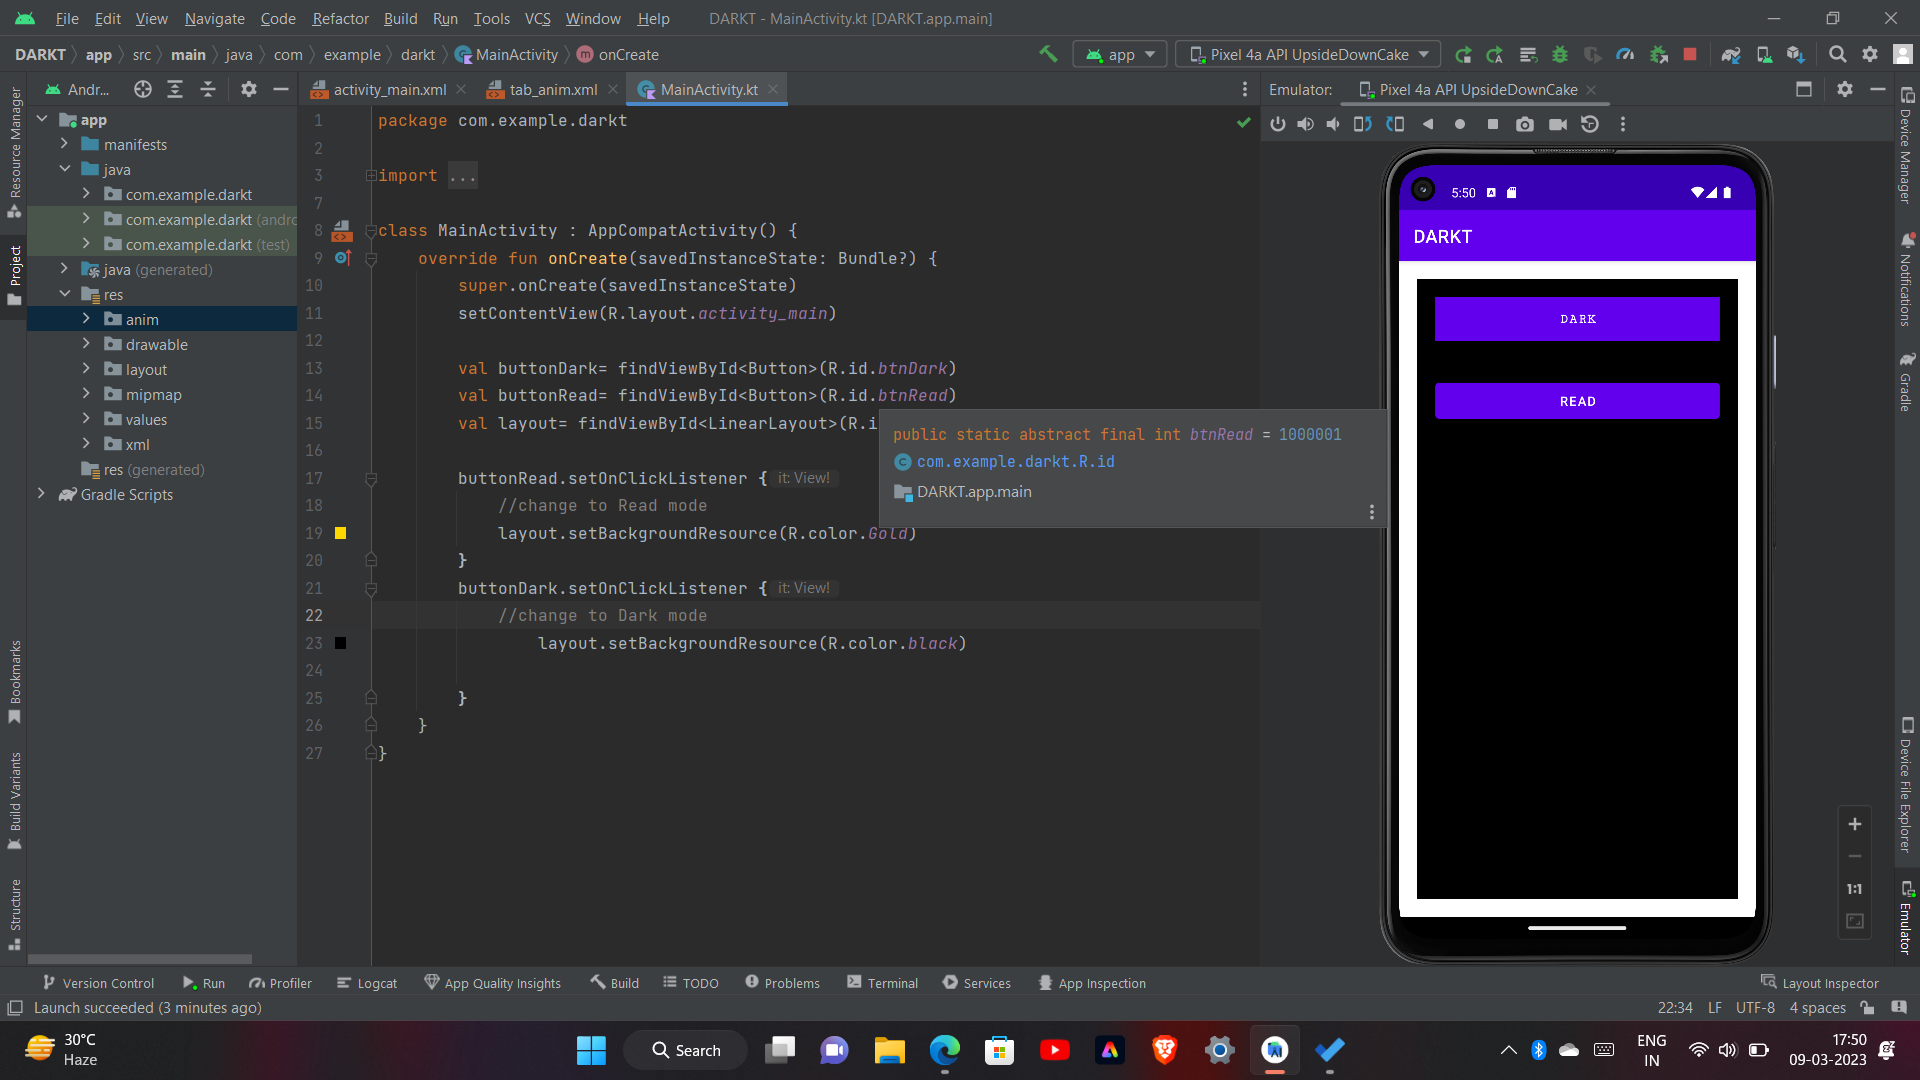 File Edit View Navigate Code Refactor Build Run Tools VCS Window Help DARKT - MainActivity.kt [DARKT.app.main]
DARKT app src main java com example darkt MainActivity onCreate app Pixel 4a API UpsideDownCake
Andr... activity_main.xml tab_anim.xml MainActivity.kt Emulator: Pixel 4a API UpsideDownCake
Resource Manager
Project
Bookmarks
Build Variants
Structure
app
manifests
java
com.example.darkt
com.example.darkt (andro
com.example.darkt (test)
java (generated)
res
anim
drawable
layout
mipmap
values
xml
res (generated)
Gradle Scripts
1 package com.example.darkt
2
3 import ...
7
8 class MainActivity : AppCompatActivity() {
9 override fun onCreate(savedInstanceState: Bundle?) {
10 super.onCreate(savedInstanceState)
11 setContentView(R.layout.activity_main)
12
13 val buttonDark= findViewById<Button>(R.id.btnDark)
14 val buttonRead= findViewById<Button>(R.id.btnRead)
15 val layout= findViewById<LinearLayout>(R.i
16
17 buttonRead.setOnClickListener { it: View!
18 //change to Read mode
19 layout.setBackgroundResource(R.color.Gold)
20 }
21 buttonDark.setOnClickListener { it: View!
22 //change to Dark mode
23 layout.setBackgroundResource(R.color.black)
24
25 }
26 }
27 }
public static abstract final int btnRead = 1000001
com.example.darkt.R.id
DARKT.app.main
5:50
DARKT
DARK
READ
1:1
Device Manager
Notifications
Gradle
Device File Explorer
Emulator
Version Control Run Profiler Logcat App Quality Insights Build TODO Problems Terminal Services App Inspection Layout Inspector
Launch succeeded (3 minutes ago) 22:34 LF UTF-8 4 spaces
30°C
Haze
Search
ENG
IN
17:50
09-03-2023